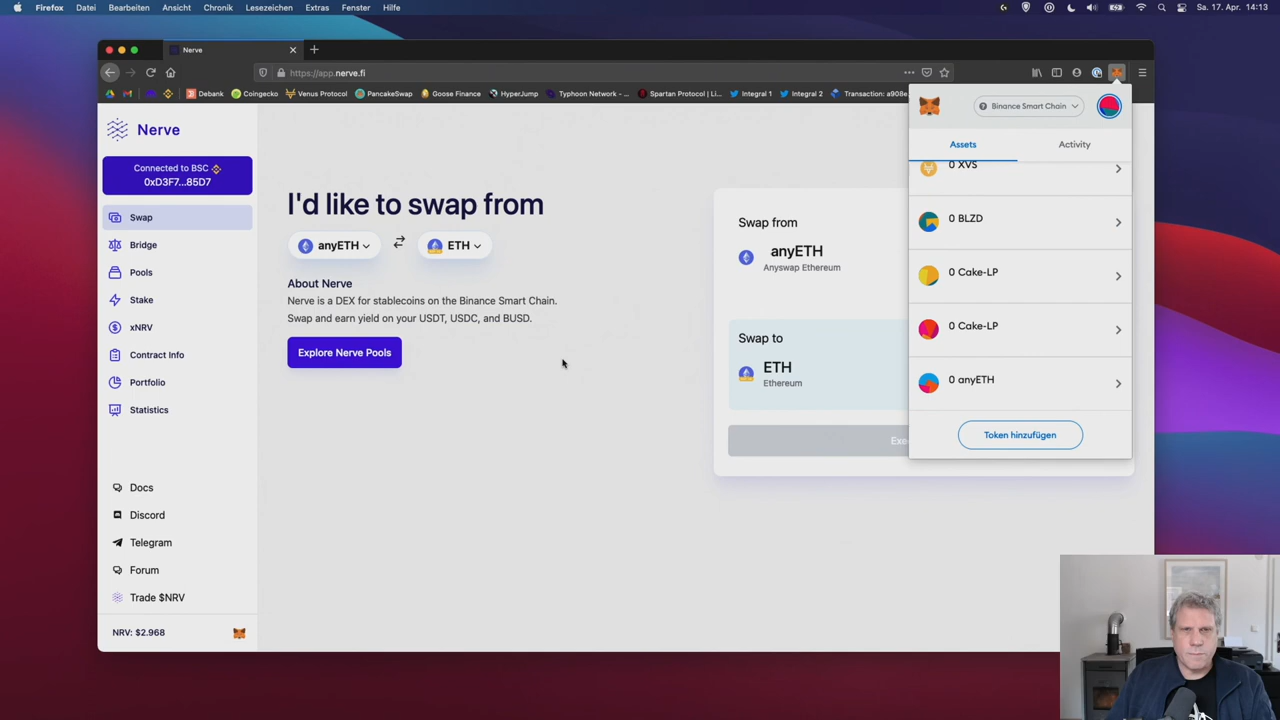 Firefox Datei Bearbeiten Ansicht Chronik Lesezeichen Extras Fenster Hilfe
Sa. 17. Apr. 14:13
Nerve
https://app.nerve.fi
Debank Coingecko Venus Protocol PancakeSwap Goose Finance HyperJump Typhoon Network - ... Spartan Protocol | Li... Integral 1 Integral 2 Transaction: a908e...
Nerve
Connected to BSC
0xD3F7...85D7
Swap
Bridge
Pools
Stake
xNRV
Contract Info
Portfolio
Statistics
Docs
Discord
Telegram
Forum
Trade $NRV
NRV: $2.968
I'd like to swap from
anyETH
ETH
About Nerve
Nerve is a DEX for stablecoins on the Binance Smart Chain.
Swap and earn yield on your USDT, USDC, and BUSD.
Explore Nerve Pools
Swap from
anyETH
Anyswap Ethereum
Swap to
ETH
Ethereum
Exe
Binance Smart Chain
Assets
Activity
0 XVS
0 BLZD
0 Cake-LP
0 Cake-LP
0 anyETH
Token hinzufügen